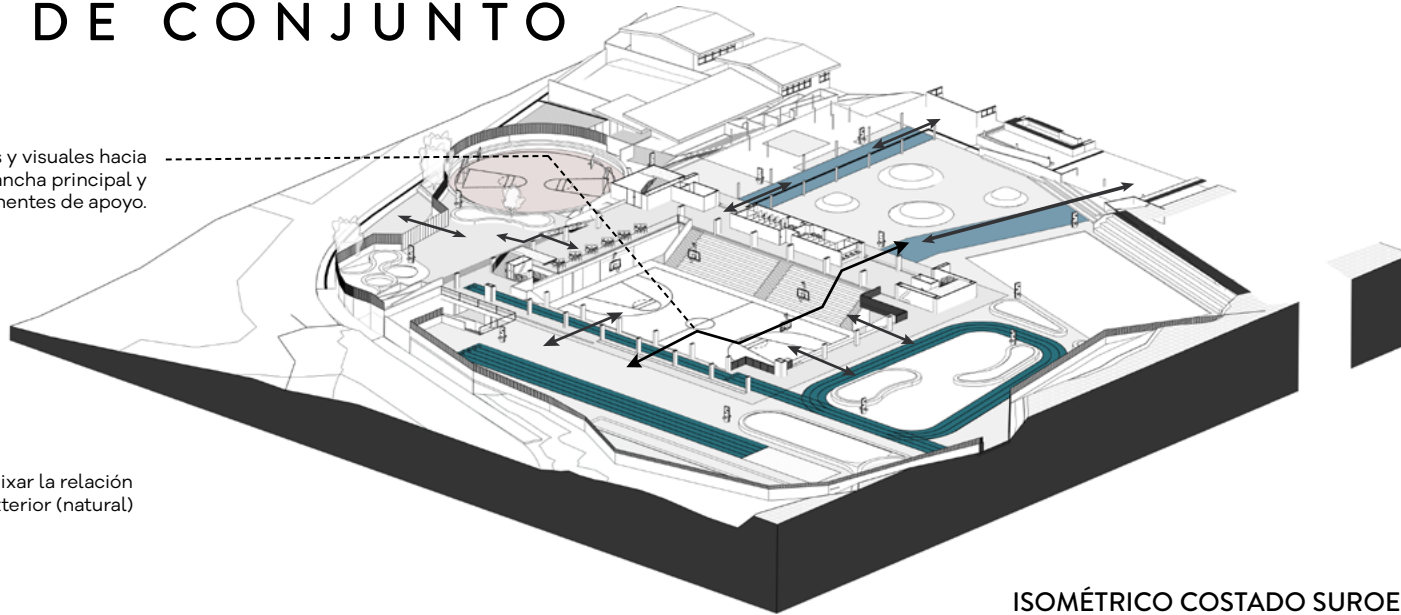 DE CONJUNTO
s y visuales hacia
ancha principal y
nentes de apoyo.
ixar la relación
terior (natural)
ISOMÉTRICO COSTADO SUROE